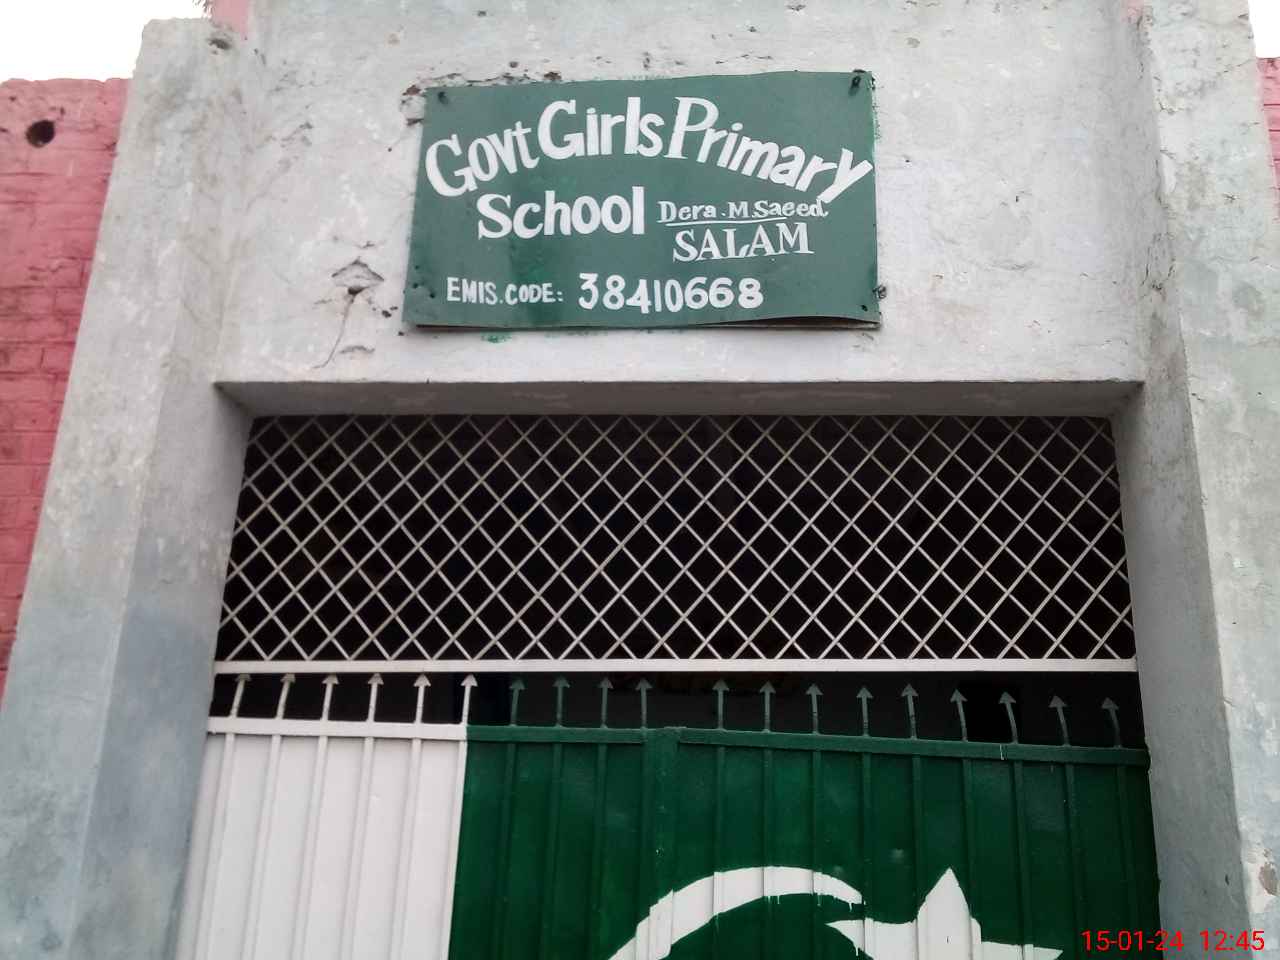 Govt Girls Primary
School Dera.M.Saeed
SALAM
EMIS.CODE: 38410668
15-01-24 12:45